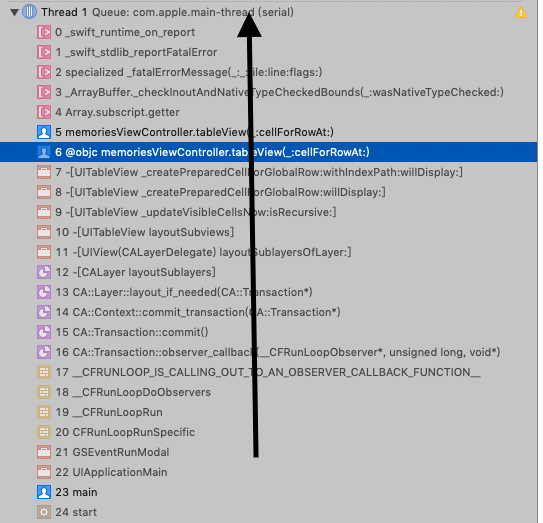 Thread 1 Queue: com.apple.main-thread (serial)
0 _swift_runtime_on_report
1 _swift_stdlib_reportFatalError
2 specialized _fatalErrorMessage(_:_:file:line:flags:)
3 _ArrayBuffer._checkInoutAndNativeTypeCheckedBounds(_:wasNativeTypeChecked:)
4 Array.subscript.getter
5 memoriesViewController.tableView(_:cellForRowAt:)
6 @objc memoriesViewController.tableView(_:cellForRowAt:)
7 -[UITableView _createPreparedCellForGlobalRow:withIndexPath:willDisplay:]
8 -[UITableView _createPreparedCellForGlobalRow:willDisplay:]
9 -[UITableView _updateVisibleCellsNow:isRecursive:]
10 -[UITableView layoutSubviews]
11 -[UIView(CALayerDelegate) layoutSublayersOfLayer:]
12 -[CALayer layoutSublayers]
13 CA::Layer::layout_if_needed(CA::Transaction*)
14 CA::Context::commit_transaction(CA::Transaction*)
15 CA::Transaction::commit()
16 CA::Transaction::observer_callback(__CFRunLoopObserver*, unsigned long, void*)
17 __CFRUNLOOP_IS_CALLING_OUT_TO_AN_OBSERVER_CALLBACK_FUNCTION__
18 __CFRunLoopDoObservers
19 __CFRunLoopRun
20 CFRunLoopRunSpecific
21 GSEventRunModal
22 UIApplicationMain
23 main
24 start